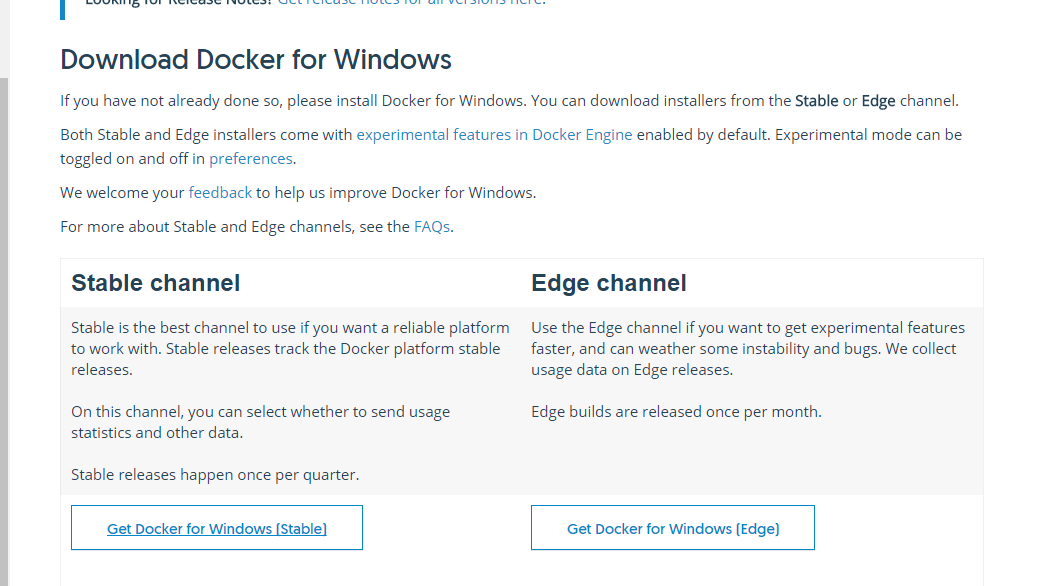 Looking for Release Notes? Get release notes for all versions here.
Download Docker for Windows
If you have not already done so, please install Docker for Windows. You can download installers from the Stable or Edge channel.
Both Stable and Edge installers come with experimental features in Docker Engine enabled by default. Experimental mode can be
toggled on and off in preferences.
We welcome your feedback to help us improve Docker for Windows.
For more about Stable and Edge channels, see the FAQs.
Stable channel
Stable is the best channel to use if you want a reliable platform
to work with. Stable releases track the Docker platform stable
releases.
On this channel, you can select whether to send usage
statistics and other data.
Stable releases happen once per quarter.
Get Docker for Windows (Stable)
Edge channel
Use the Edge channel if you want to get experimental features
faster, and can weather some instability and bugs. We collect
usage data on Edge releases.
Edge builds are released once per month.
Get Docker for Windows (Edge)